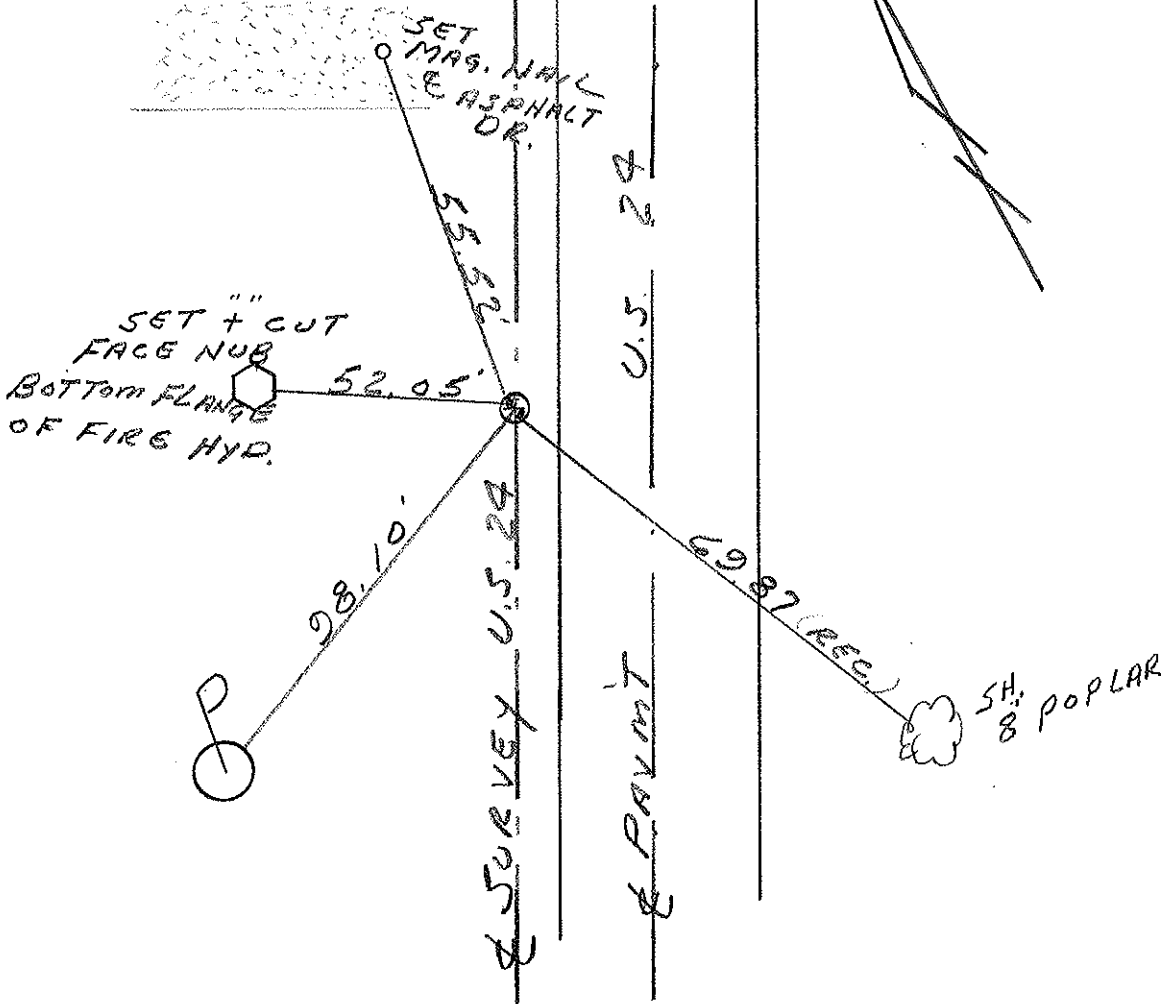 SET
MAG. NAIL
℄ ASPHALT
DR.
55.52'
SET "+" CUT
FACE NUB
BOTTOM FLANGE
OF FIRE HYD.
52.05'
98.10'
69.87 (REC.)
SH.
8" POPLAR
℄ SURVEY U.S. 24
℄ PAVM'T U.S. 24